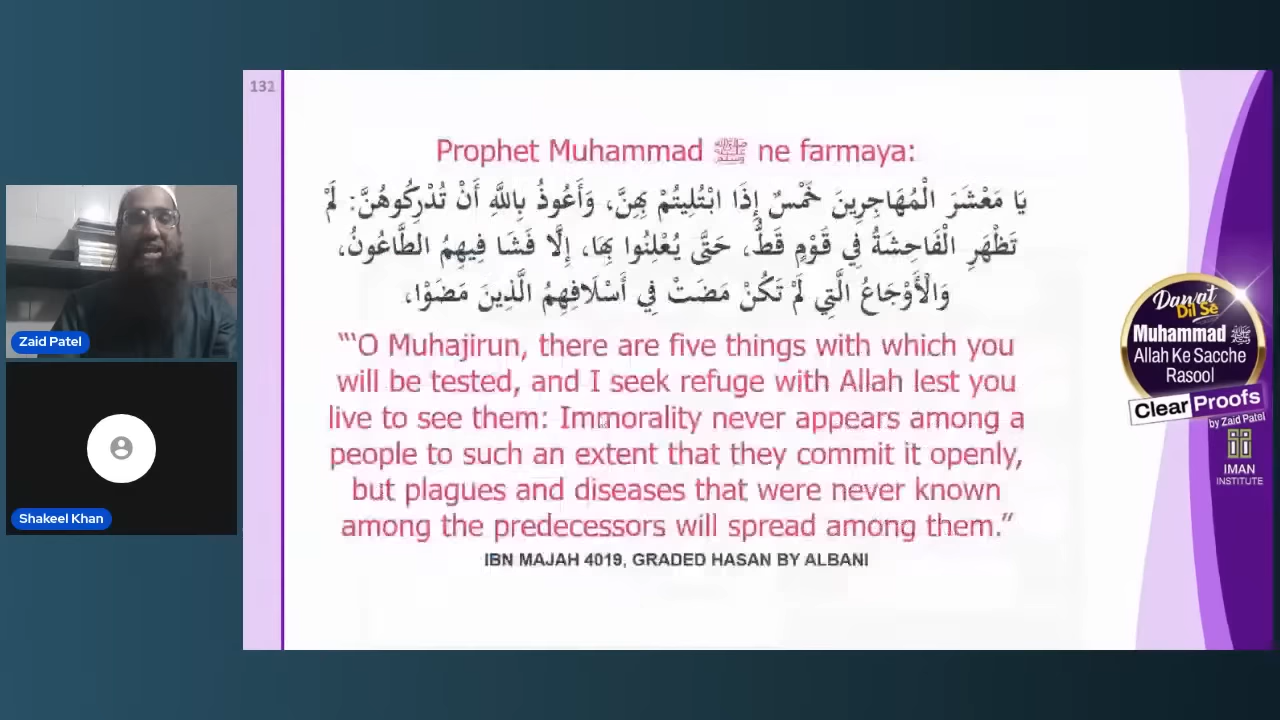 131
Prophet Muhammad ﷺ ne farmaya:
يَا مَعْشَرَ الْمُهَاجِرِينَ خَمْسٌ إِذَا ابْتُلِيتُمْ بِهِنَّ، وَأَعُوذُ بِاللَّهِ أَنْ تُدْرِكُوهُنَّ: لَمْ
تَظْهَرِ الْفَاحِشَةُ فِي قَوْمٍ قَطُّ، حَتَّى يُعْلِنُوا بِهَا، إِلَّا فَشَا فِيهِمُ الطَّاعُونُ،
وَالْأَوْجَاعُ الَّتِي لَمْ تَكُنْ مَضَتْ فِي أَسْلَافِهِمُ الَّذِينَ مَضَوْا،
“‘O Muhajirun, there are five things with which you
will be tested, and I seek refuge with Allah lest you
live to see them: Immorality never appears among a
people to such an extent that they commit it openly,
but plagues and diseases that were never known
among the predecessors will spread among them.”
IBN MAJAH 4019, GRADED HASAN BY ALBANI
Zaid Patel
Shakeel Khan
Dawat
Dil Se
Muhammad ﷺ
Allah Ke Sacche
Rasool
Clear Proofs
by Zaid Patel
IMAN
INSTITUTE